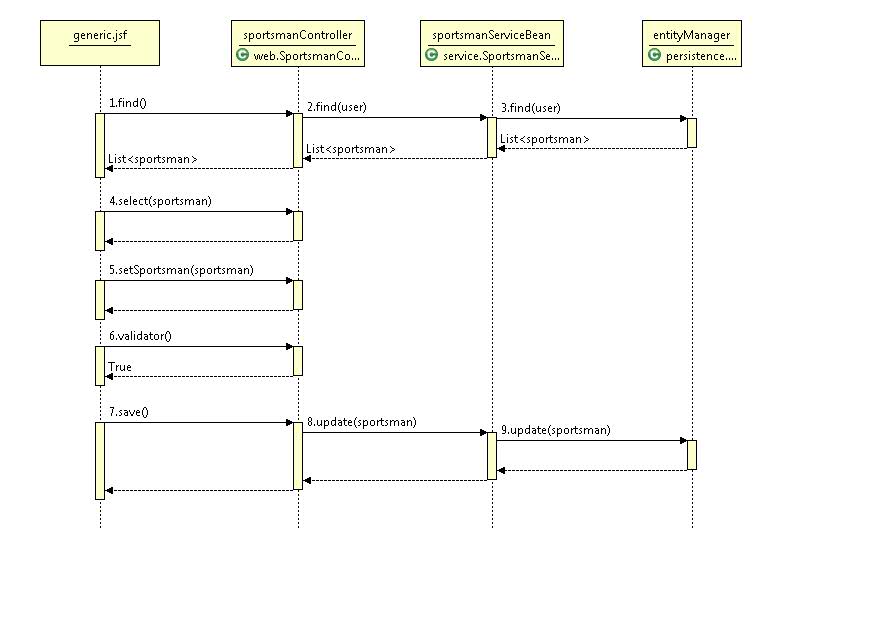 generic.jsf
sportsmanController
web.SportsmanCo...
sportsmanServiceBean
service.SportsmanSe...
entityManager
persistence....
1.find()
2.find(user)
3.find(user)
List<sportsman>
List<sportsman>
List<sportsman>
4.select(sportsman)
5.setSportsman(sportsman)
6.validator()
True
7.save()
8.update(sportsman)
9.update(sportsman)